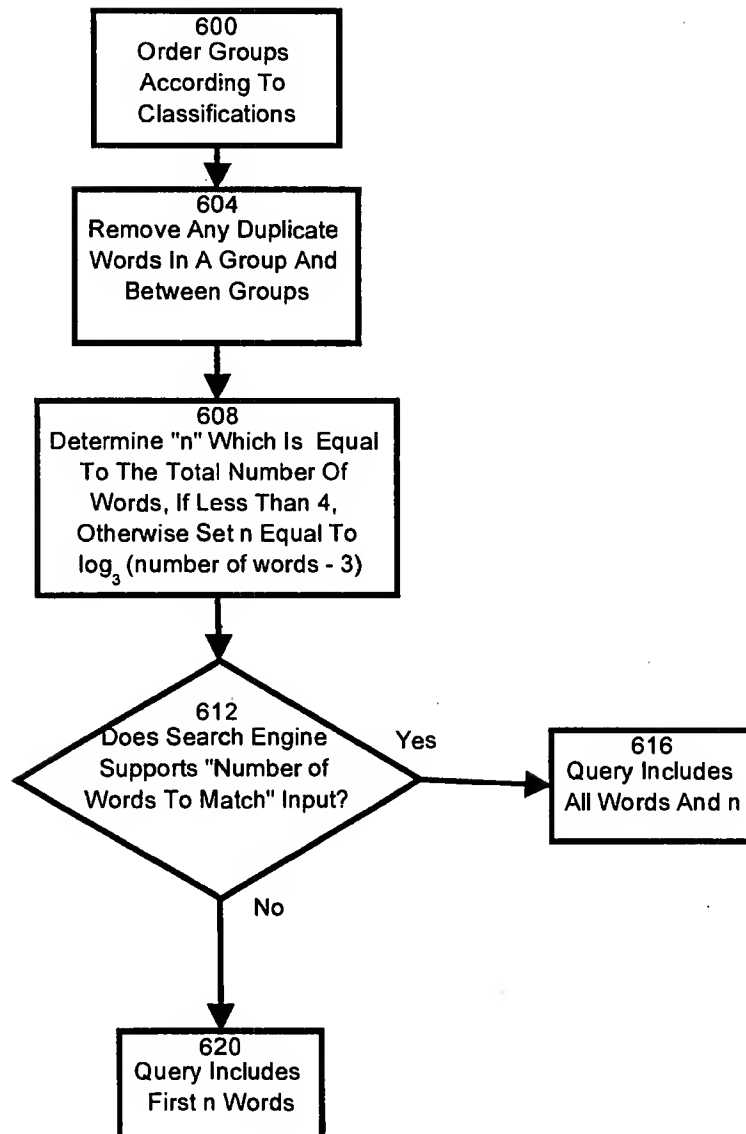 600
Order Groups
According To
Classifications
604
Remove Any Duplicate
Words In A Group And
Between Groups
608
Determine "n" Which Is Equal
To The Total Number Of
Words, If Less Than 4,
Otherwise Set n Equal To
log₃ (number of words - 3)
612
Does Search Engine
Supports "Number of
Words To Match" Input?
Yes
616
Query Includes
All Words And n
No
620
Query Includes
First n Words